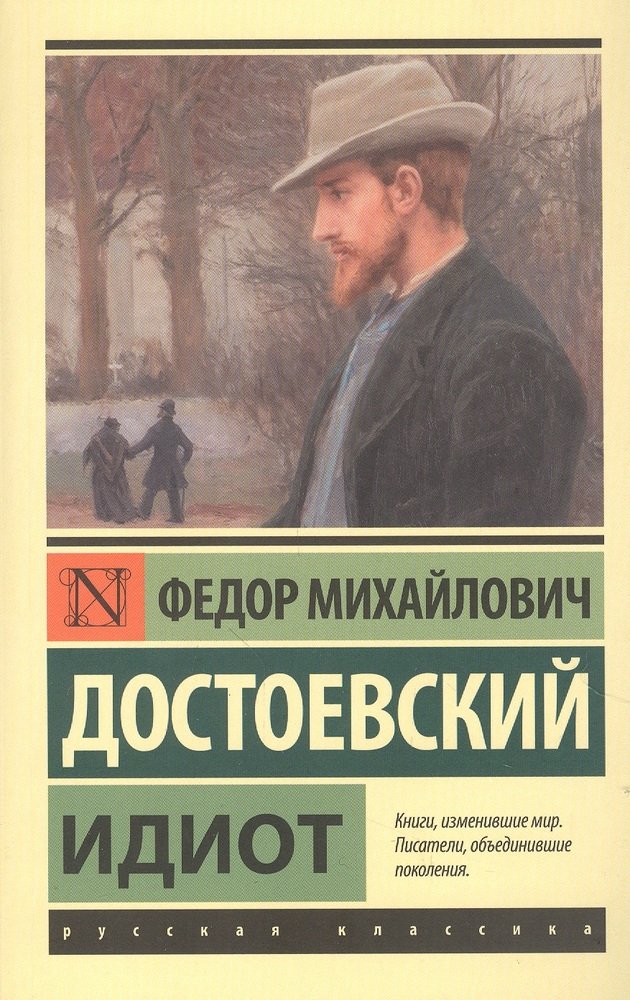 N ФЕДОР МИХАЙЛОВИЧ
ДОСТОЕВСКИЙ
ИДИОТ
Книги, изменившие мир.
Писатели, объединившие
поколения.
русская классика